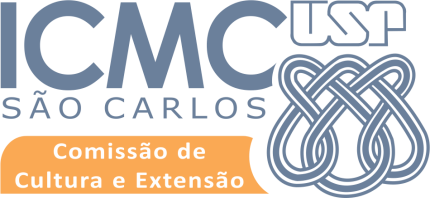 ICMC USP
SÃO CARLOS
Comissão de
Cultura e Extensão